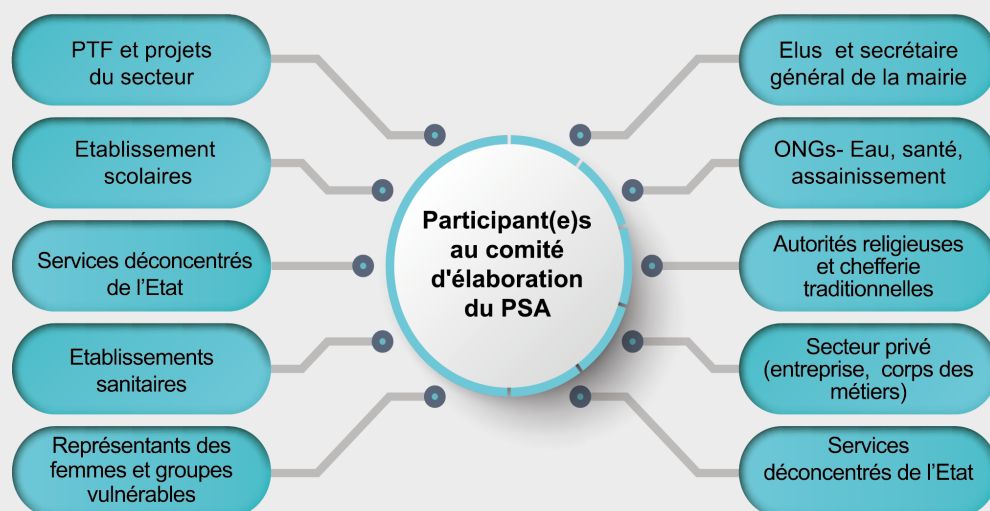 PTF et projets
du secteur
Etablissement
scolaires
Services déconcentrés
de l'Etat
Etablissements
sanitaires
Représentants des
femmes et groupes
vulnérables
Participant(e)s
au comité
d'élaboration
du PSA
Elus et secrétaire
général de la mairie
ONGs- Eau, santé,
assainissement
Autorités religieuses
et chefferie
traditionnelles
Secteur privé
(entreprise, corps des
métiers)
Services
déconcentrés de l'Etat